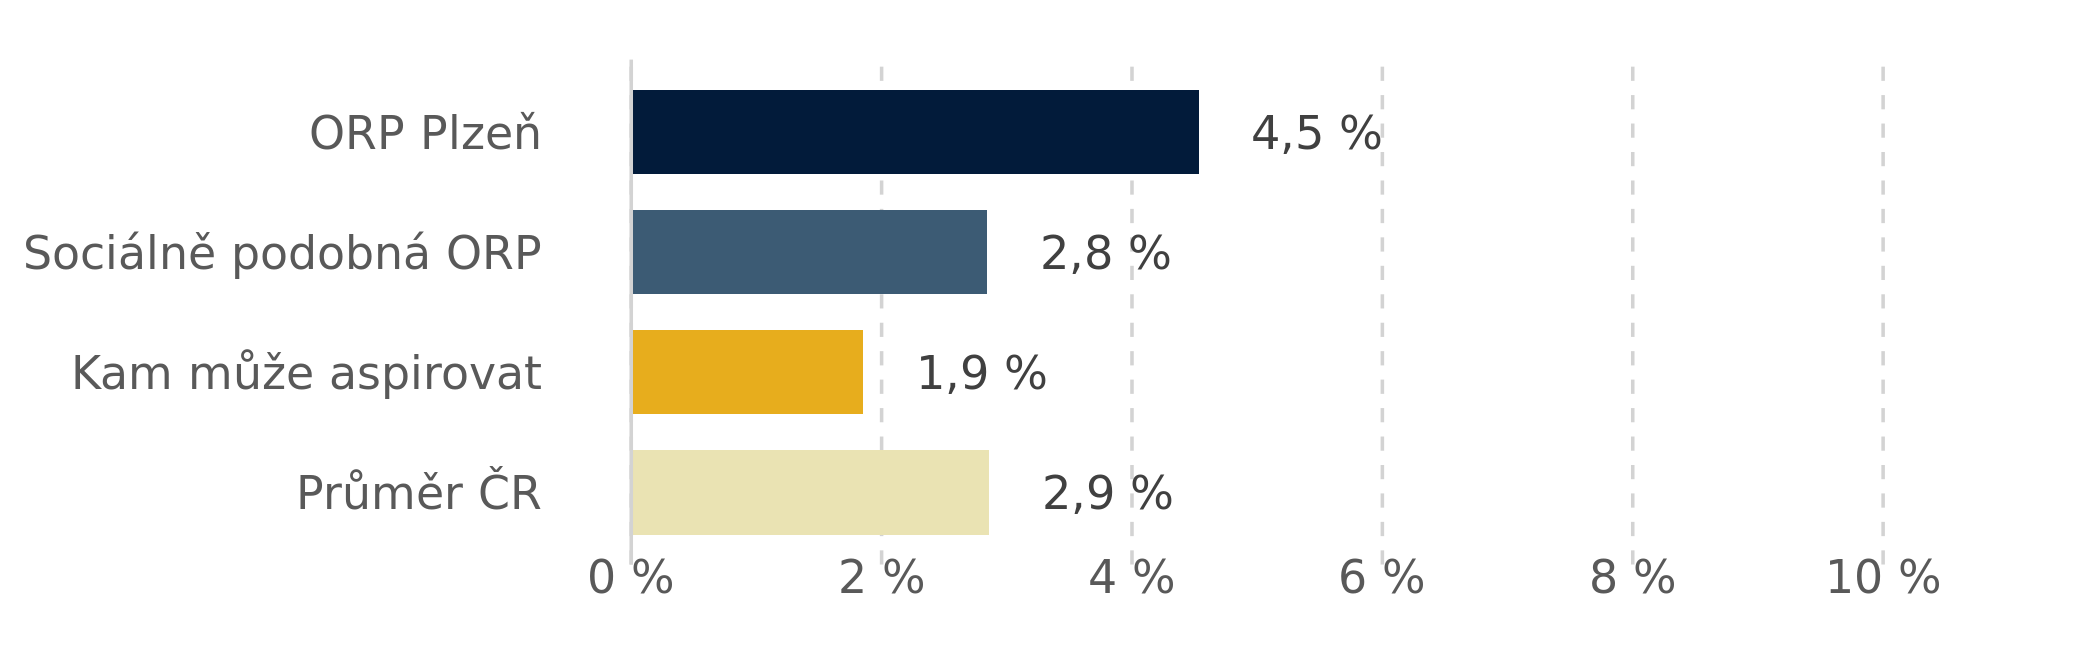 ORP Plzeň 4,5 %
Sociálně podobná ORP 2,8 %
Kam může aspirovat 1,9 %
Průměr ČR 2,9 %
0 % 2 % 4 % 6 % 8 % 10 %